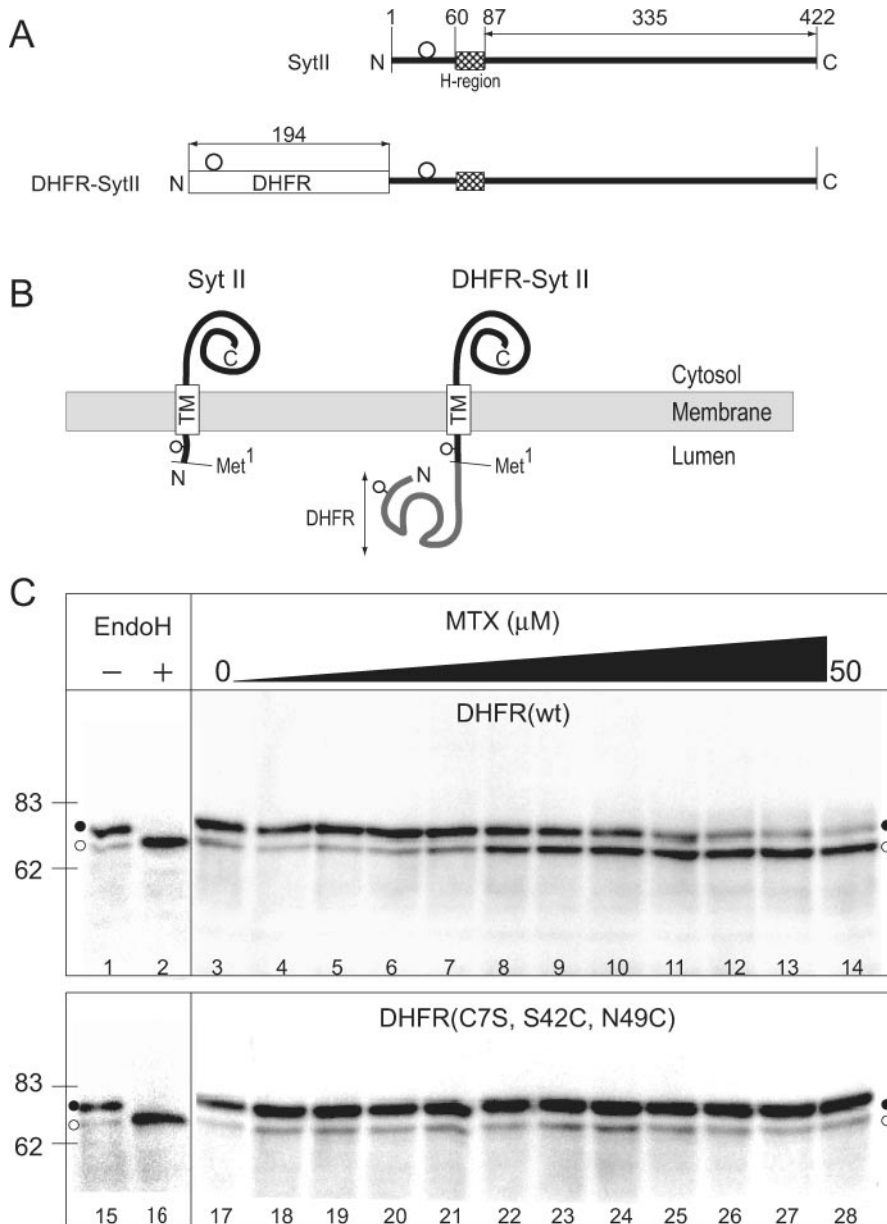 A
1 60 87 335 422
SytII N C
H-region
194
DHFR-SytII N DHFR C
B
Syt II DHFR-Syt II
C C
Cytosol
TM TM Membrane
Met1 Met1 Lumen
N N
DHFR
C
EndoH MTX (μM)
− + 0 50
DHFR(wt)
83
62
1 2 3 4 5 6 7 8 9 10 11 12 13 14
DHFR(C7S, S42C, N49C)
83
62
15 16 17 18 19 20 21 22 23 24 25 26 27 28